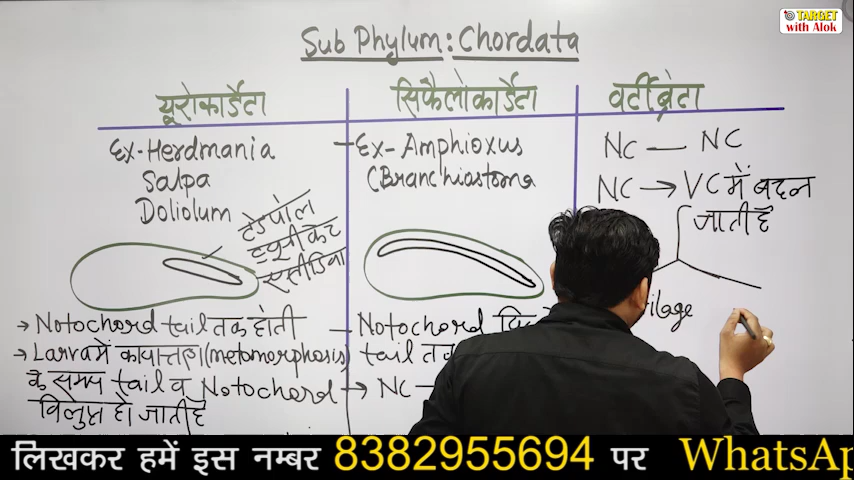 TARGET
with Alok
Sub Phylum: Chordata
यूरोकार्डेटा
Ex-Herdmania
Salpa
Doliolum
टेडपोल
ट्यूनीकेट
एसीडिया
→ Notochord tail तक होती
→ Larva में कायान्तरण (metamorphosis)
के समय tail व Notochord
विलुप्त हो जाती है
सिफैलोकार्डेटा
Ex- Amphioxus
(Branchiostoma
Notochord
tail तक
→ NC
वर्टीब्रेटा
NC — NC
NC → VC में बदल
जाती है
ilage
लिखकर हमें इस नम्बर 8382955694 पर WhatsAp